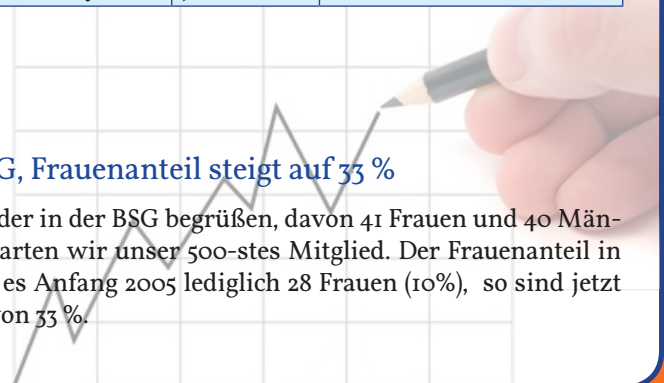 G, Frauenanteil steigt auf 33 %
der in der BSG begrüßen, davon 41 Frauen und 40 Män-
arten wir unser 500-stes Mitglied. Der Frauenanteil in
es Anfang 2005 lediglich 28 Frauen (10%), so sind jetzt
von 33 %.